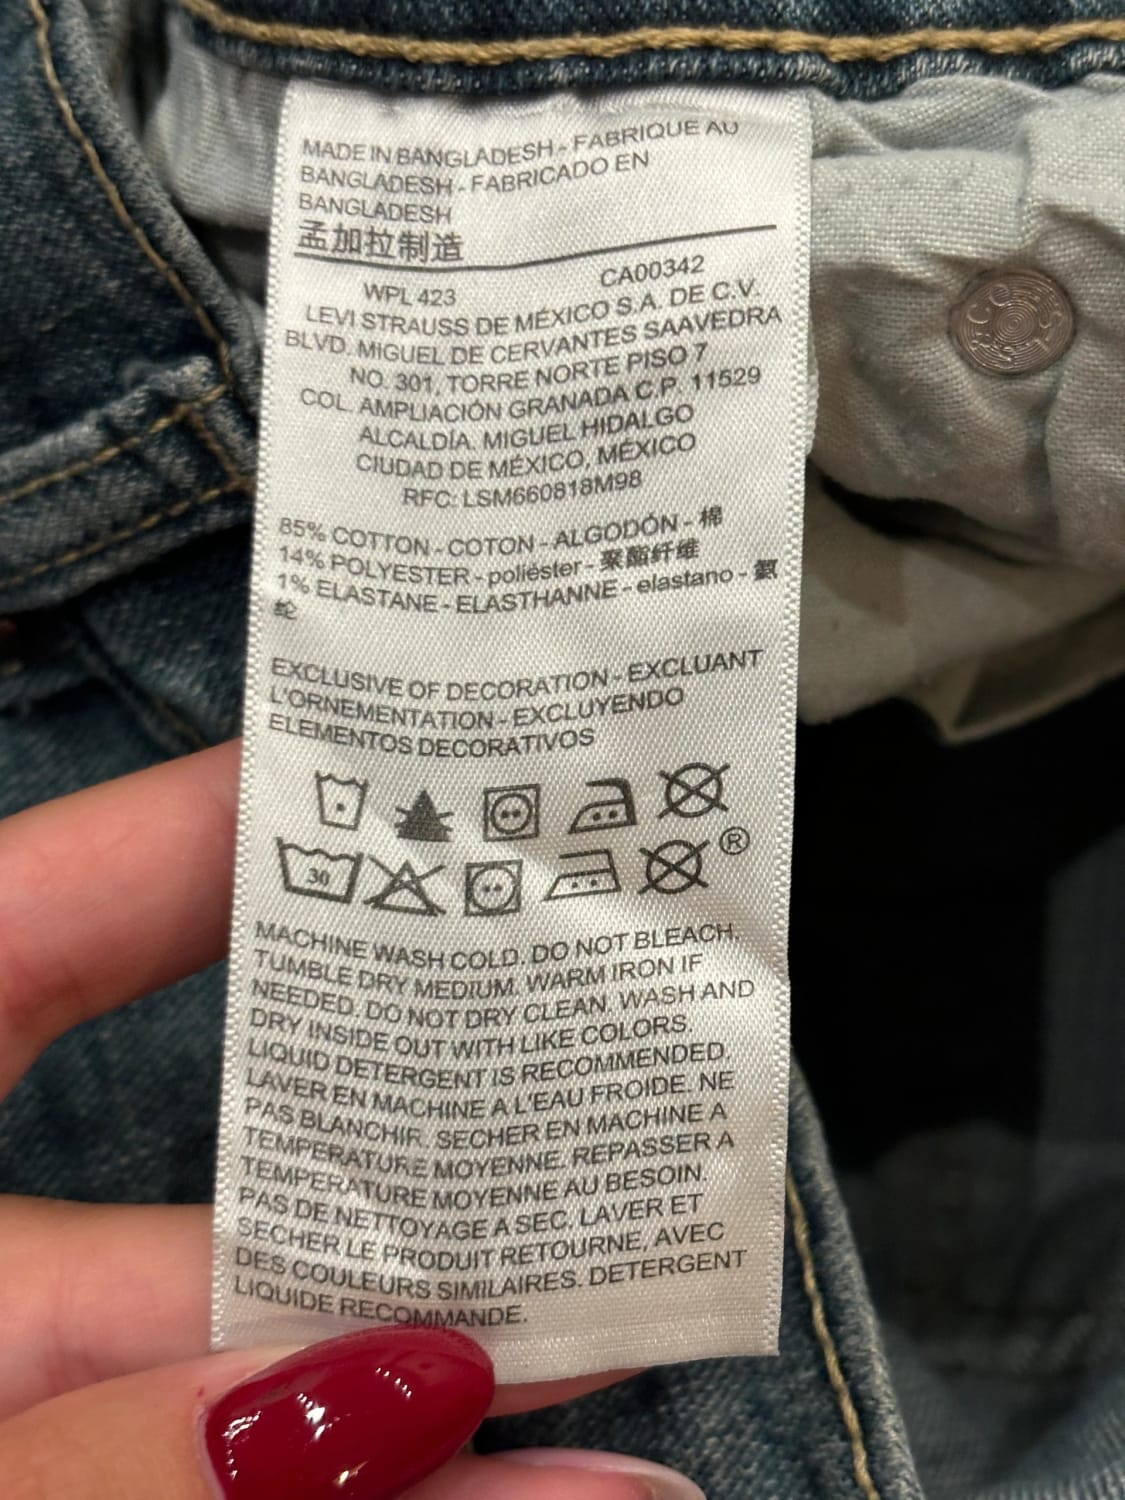 MADE IN BANGLADESH - FABRIQUE AU
BANGLADESH - FABRICADO EN
BANGLADESH
孟加拉制造
WPL 423 CA00342
LEVI STRAUSS DE MÉXICO S.A. DE C.V.
BLVD. MIGUEL DE CERVANTES SAAVEDRA
NO. 301, TORRE NORTE PISO 7
COL. AMPLIACIÓN GRANADA C.P. 11529
ALCALDÍA. MIGUEL HIDALGO
CIUDAD DE MÉXICO, MÉXICO
RFC: LSM660818M98
85% COTTON - COTON - ALGODÓN - 棉
14% POLYESTER - poliéster - 聚酯纤维
1% ELASTANE - ELASTHANNE - elastano - 氨
纶
EXCLUSIVE OF DECORATION - EXCLUANT
L'ORNEMENTATION - EXCLUYENDO
ELEMENTOS DECORATIVOS
®
30
MACHINE WASH COLD. DO NOT BLEACH.
TUMBLE DRY MEDIUM. WARM IRON IF
NEEDED. DO NOT DRY CLEAN. WASH AND
DRY INSIDE OUT WITH LIKE COLORS.
LIQUID DETERGENT IS RECOMMENDED.
LAVER EN MACHINE A L'EAU FROIDE. NE
PAS BLANCHIR. SECHER EN MACHINE A
TEMPERATURE MOYENNE. REPASSER A
TEMPERATURE MOYENNE AU BESOIN.
PAS DE NETTOYAGE A SEC. LAVER ET
SECHER LE PRODUIT RETOURNE, AVEC
DES COULEURS SIMILAIRES. DETERGENT
LIQUIDE RECOMMANDE.